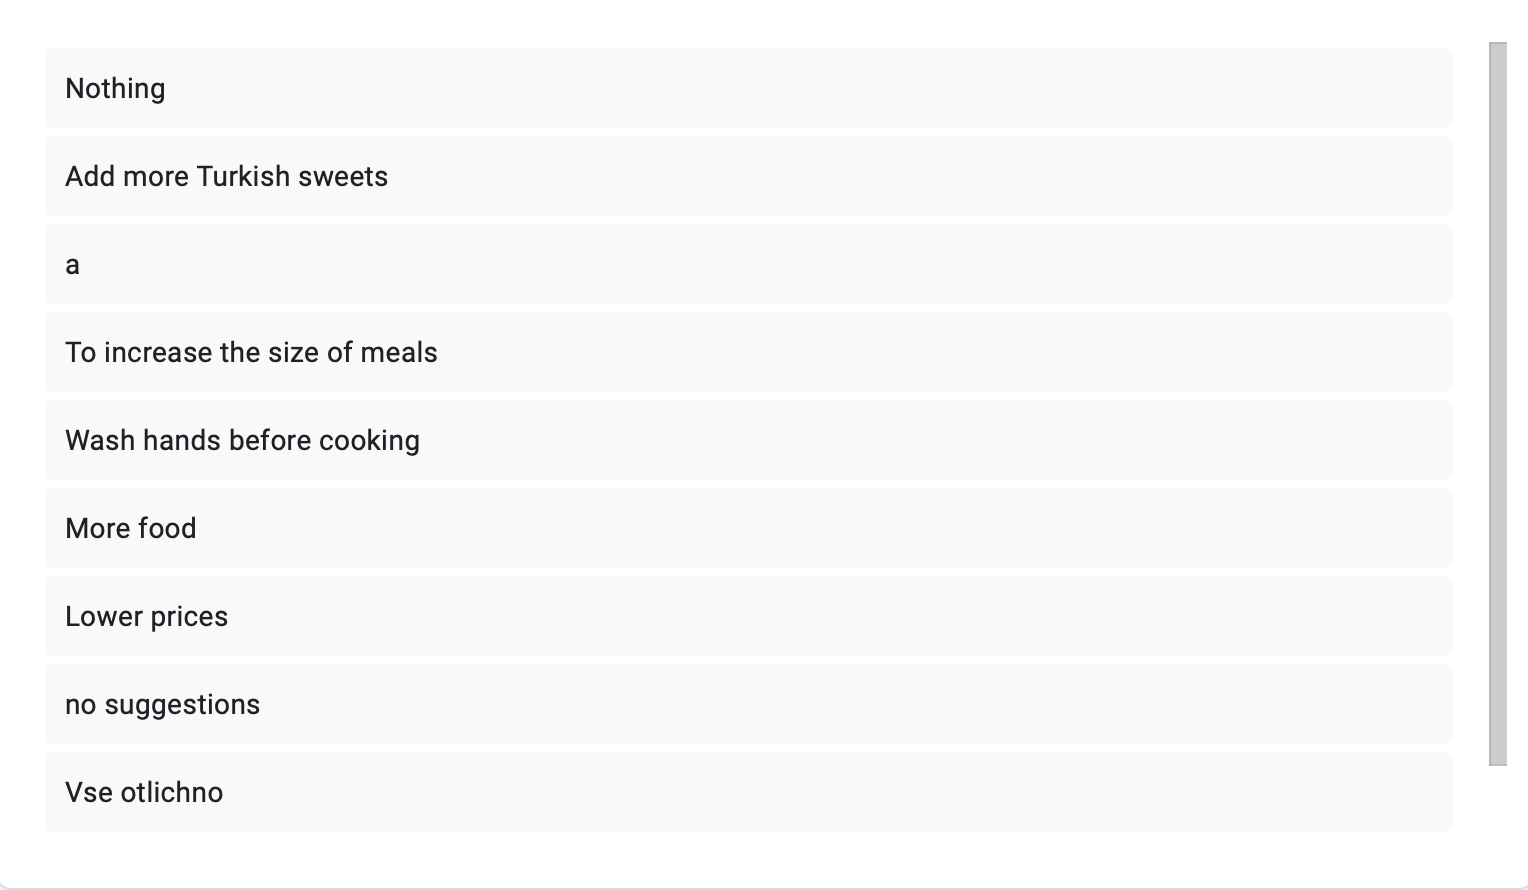 Nothing
Add more Turkish sweets
a
To increase the size of meals
Wash hands before cooking
More food
Lower prices
no suggestions
Vse otlichno